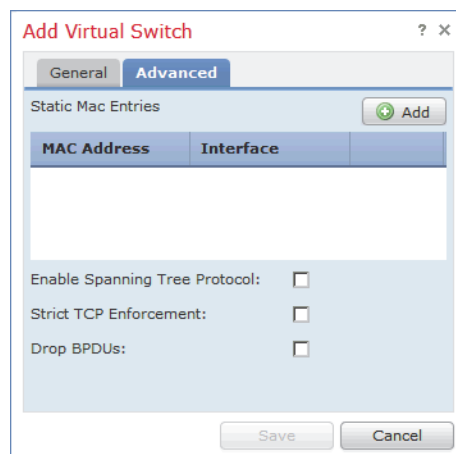 Add Virtual Switch ? ×
General Advanced
Static Mac Entries Add
MAC Address Interface
Enable Spanning Tree Protocol:
Strict TCP Enforcement:
Drop BPDUs:
Save Cancel